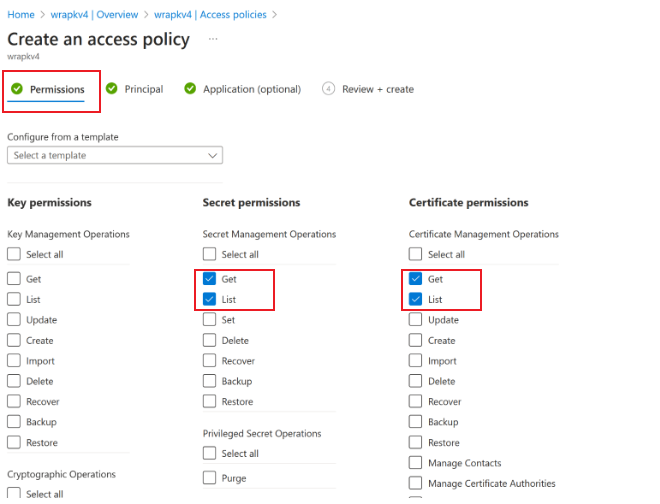 Home > wrapkv4 | Overview > wrapkv4 | Access policies >
Create an access policy ...
wrapkv4
Permissions Principal Application (optional) 4 Review + create
Configure from a template
Select a template
Key permissions
Key Management Operations
Select all
Get
List
Update
Create
Import
Delete
Recover
Backup
Restore
Cryptographic Operations
Select all
Secret permissions
Secret Management Operations
Select all
Get
List
Set
Delete
Recover
Backup
Restore
Privileged Secret Operations
Select all
Purge
Certificate permissions
Certificate Management Operations
Select all
Get
List
Update
Create
Import
Delete
Recover
Backup
Restore
Manage Contacts
Manage Certificate Authorities